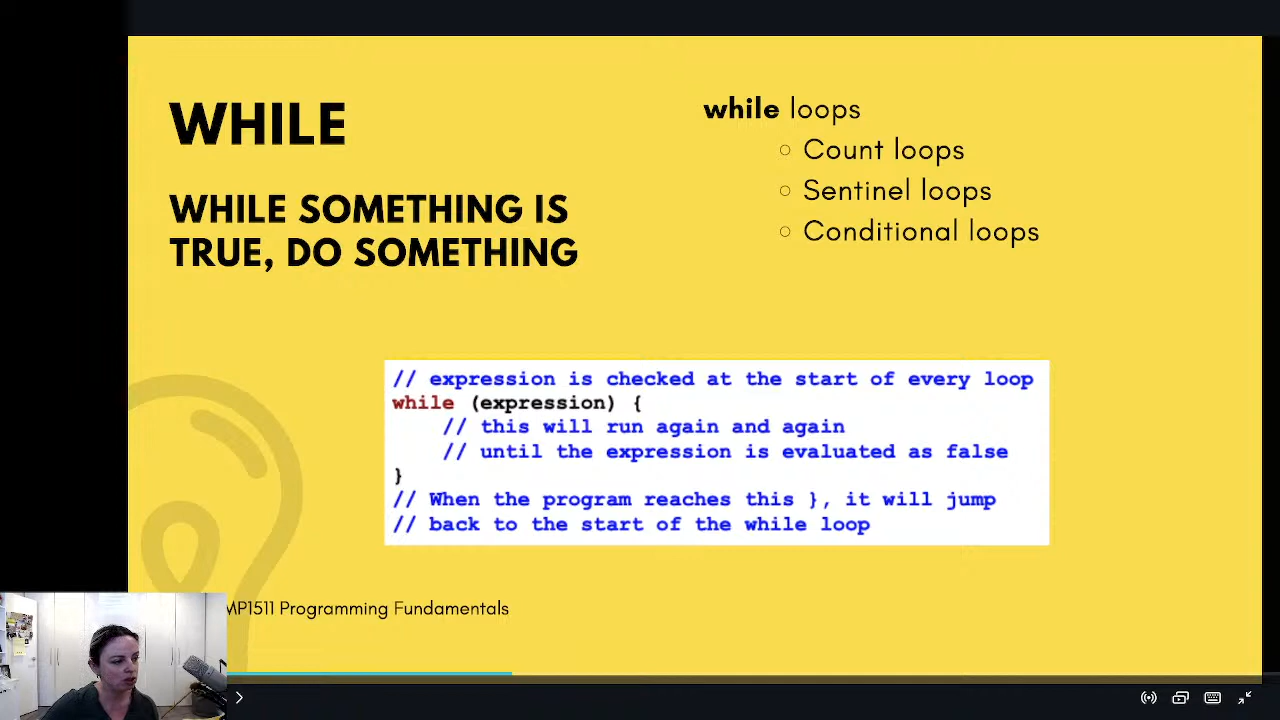 WHILE
WHILE SOMETHING IS
TRUE, DO SOMETHING
while loops
Count loops
Sentinel loops
Conditional loops
// expression is checked at the start of every loop
while (expression) {
// this will run again and again
// until the expression is evaluated as false
}
// When the program reaches this }, it will jump
// back to the start of the while loop
MP1511 Programming Fundamentals